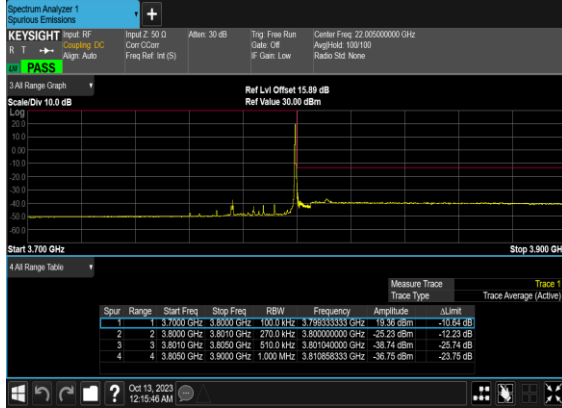 Spectrum Analyzer 1
Spurious Emissions
+
KEYSIGHT Input: RF Input Z: 50 Ω Atten: 30 dB Trig: Free Run Center Freq: 22.005000000 GHz
R T Coupling: DC Corr CCorr Gate: Off Avg|Hold: 100/100
Align: Auto Freq Ref: Int (S) IF Gain: Low Radio Std: None
PASS
3 All Range Graph
Ref Lvl Offset 15.89 dB
Scale/Div 10.0 dB Ref Value 30.00 dBm
Log
20.0
10.0
0.00
-10.0
-20.0
-30.0
-40.0
-50.0
-60.0
Start 3.700 GHz Stop 3.900 GH
4 All Range Table
Measure Trace Trace 1
Trace Type Trace Average (Active)
Spur Range Start Freq Stop Freq RBW Frequency Amplitude ΔLimit
1 1 3.7000 GHz 3.8000 GHz 100.0 kHz 3.799333333 GHz 19.36 dBm -10.64 dB
2 2 3.8000 GHz 3.8010 GHz 270.0 kHz 3.800000000 GHz -25.23 dBm -12.23 dB
3 3 3.8010 GHz 3.8050 GHz 510.0 kHz 3.801040000 GHz -38.74 dBm -25.74 dB
4 4 3.8050 GHz 3.9000 GHz 1.000 MHz 3.810858333 GHz -36.75 dBm -23.75 dB
? Oct 13, 2023
12:15:46 AM